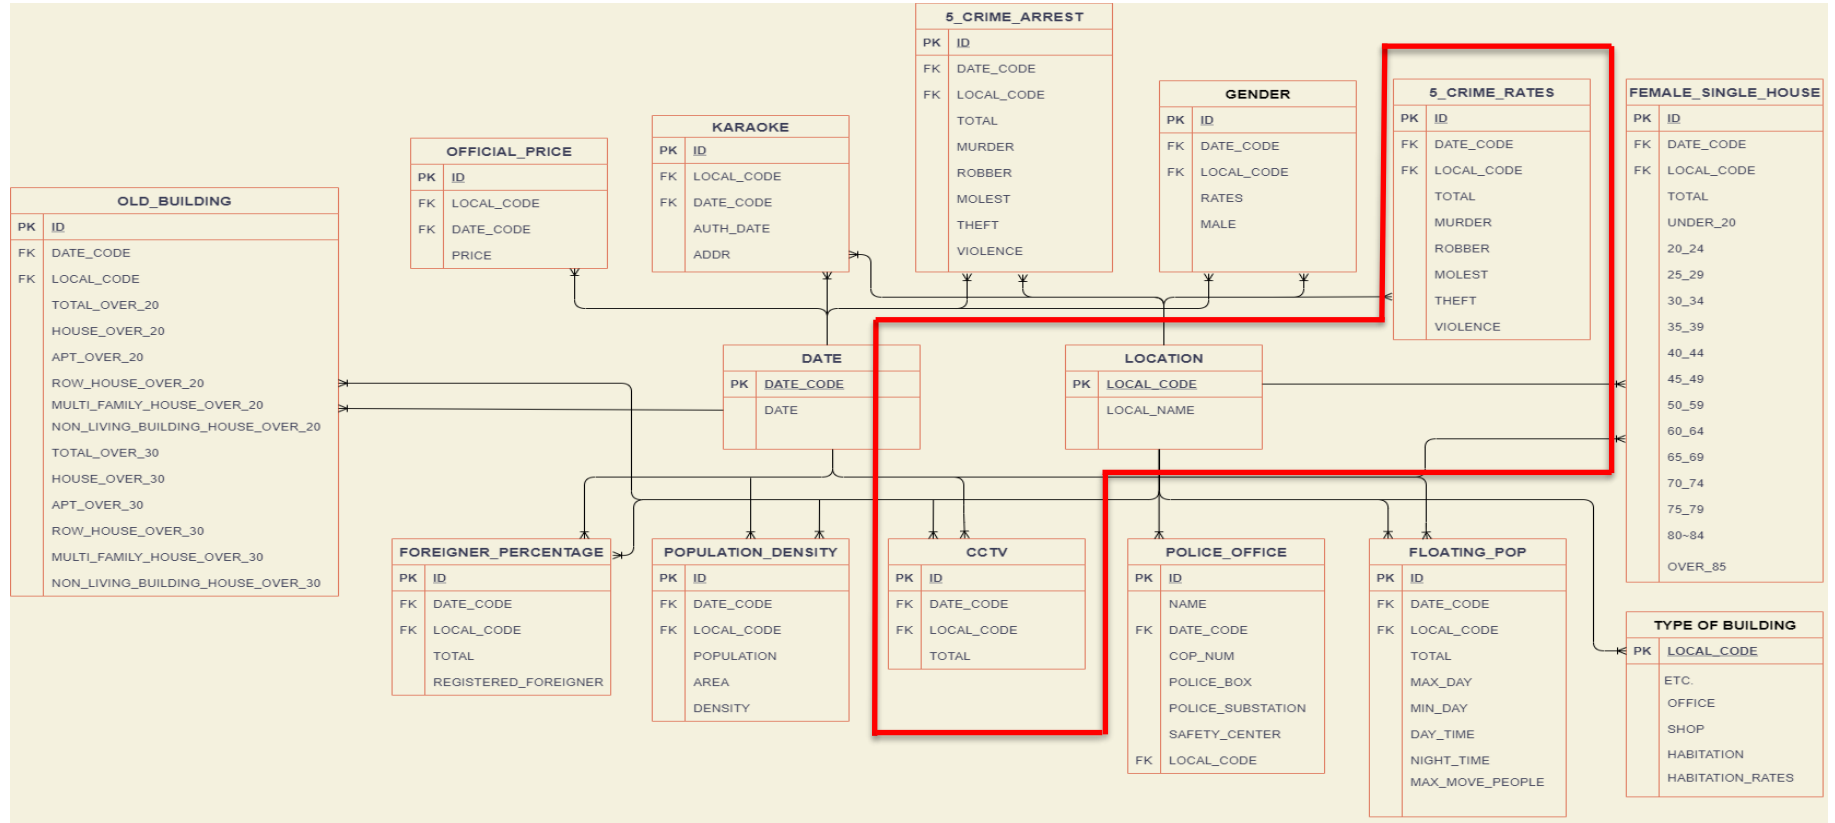 5_CRIME_ARREST
PK ID
FK DATE_CODE
FK LOCAL_CODE
TOTAL
MURDER
ROBBER
MOLEST
THEFT
VIOLENCE
GENDER
PK ID
FK DATE_CODE
FK LOCAL_CODE
RATES
MALE
5_CRIME_RATES
PK ID
FK DATE_CODE
FK LOCAL_CODE
TOTAL
MURDER
ROBBER
MOLEST
THEFT
VIOLENCE
FEMALE_SINGLE_HOUSE
PK ID
FK DATE_CODE
FK LOCAL_CODE
TOTAL
UNDER_20
20_24
25_29
30_34
35_39
40_44
45_49
50_59
60_64
65_69
70_74
75_79
80~84
OVER_85
KARAOKE
PK ID
FK LOCAL_CODE
FK DATE_CODE
AUTH_DATE
ADDR
OFFICIAL_PRICE
PK ID
FK LOCAL_CODE
FK DATE_CODE
PRICE
OLD_BUILDING
PK ID
FK DATE_CODE
FK LOCAL_CODE
TOTAL_OVER_20
HOUSE_OVER_20
APT_OVER_20
ROW_HOUSE_OVER_20
MULTI_FAMILY_HOUSE_OVER_20
NON_LIVING_BUILDING_HOUSE_OVER_20
TOTAL_OVER_30
HOUSE_OVER_30
APT_OVER_30
ROW_HOUSE_OVER_30
MULTI_FAMILY_HOUSE_OVER_30
NON_LIVING_BUILDING_HOUSE_OVER_30
DATE
PK DATE_CODE
DATE
LOCATION
PK LOCAL_CODE
LOCAL_NAME
FOREIGNER_PERCENTAGE
PK ID
FK DATE_CODE
FK LOCAL_CODE
TOTAL
REGISTERED_FOREIGNER
POPULATION_DENSITY
PK ID
FK DATE_CODE
FK LOCAL_CODE
POPULATION
AREA
DENSITY
CCTV
PK ID
FK DATE_CODE
FK LOCAL_CODE
TOTAL
POLICE_OFFICE
PK ID
NAME
FK DATE_CODE
COP_NUM
POLICE_BOX
POLICE_SUBSTATION
SAFETY_CENTER
FK LOCAL_CODE
FLOATING_POP
PK ID
FK DATE_CODE
FK LOCAL_CODE
TOTAL
MAX_DAY
MIN_DAY
DAY_TIME
NIGHT_TIME
MAX_MOVE_PEOPLE
TYPE OF BUILDING
PK LOCAL_CODE
ETC.
OFFICE
SHOP
HABITATION
HABITATION_RATES